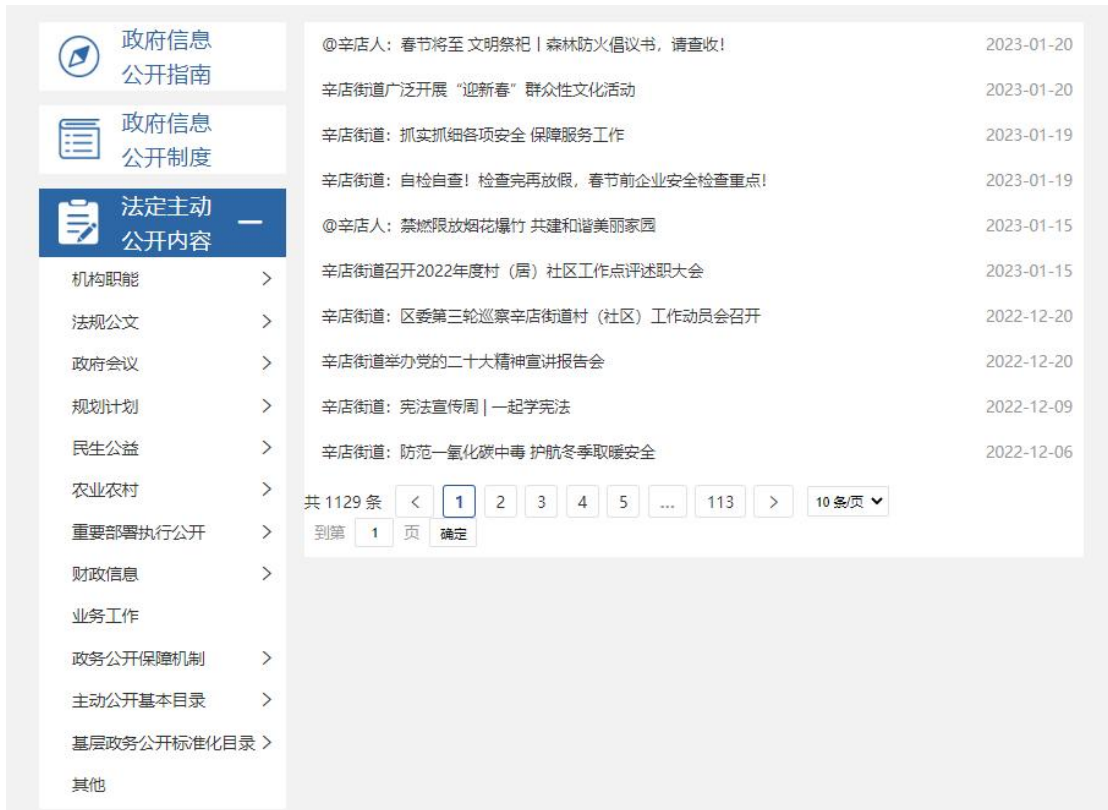 政府信息
公开指南
政府信息
公开制度
法定主动
公开内容
机构职能
法规公文
政府会议
规划计划
民生公益
农业农村
重要部署执行公开
财政信息
业务工作
政务公开保障机制
主动公开基本目录
基层政务公开标准化目录
其他
@辛店人：春节将至 文明祭祀丨森林防火倡议书，请查收！ 2023-01-20
辛店街道广泛开展“迎新春”群众性文化活动 2023-01-20
辛店街道：抓实抓细各项安全 保障服务工作 2023-01-19
辛店街道：自检自查！检查完再放假，春节前企业安全检查重点！ 2023-01-19
@辛店人：禁燃限放烟花爆竹 共建和谐美丽家园 2023-01-15
辛店街道召开2022年度村（居）社区工作点评述职大会 2023-01-15
辛店街道：区委第三轮巡察辛店街道村（社区）工作动员会召开 2022-12-20
辛店街道举办党的二十大精神宣讲报告会 2022-12-20
辛店街道：宪法宣传周 | 一起学宪法 2022-12-09
辛店街道：防范一氧化碳中毒 护航冬季取暖安全 2022-12-06
共 1129 条 < 1 2 3 4 5 ... 113 > 10 条/页
到第 1 页 确定